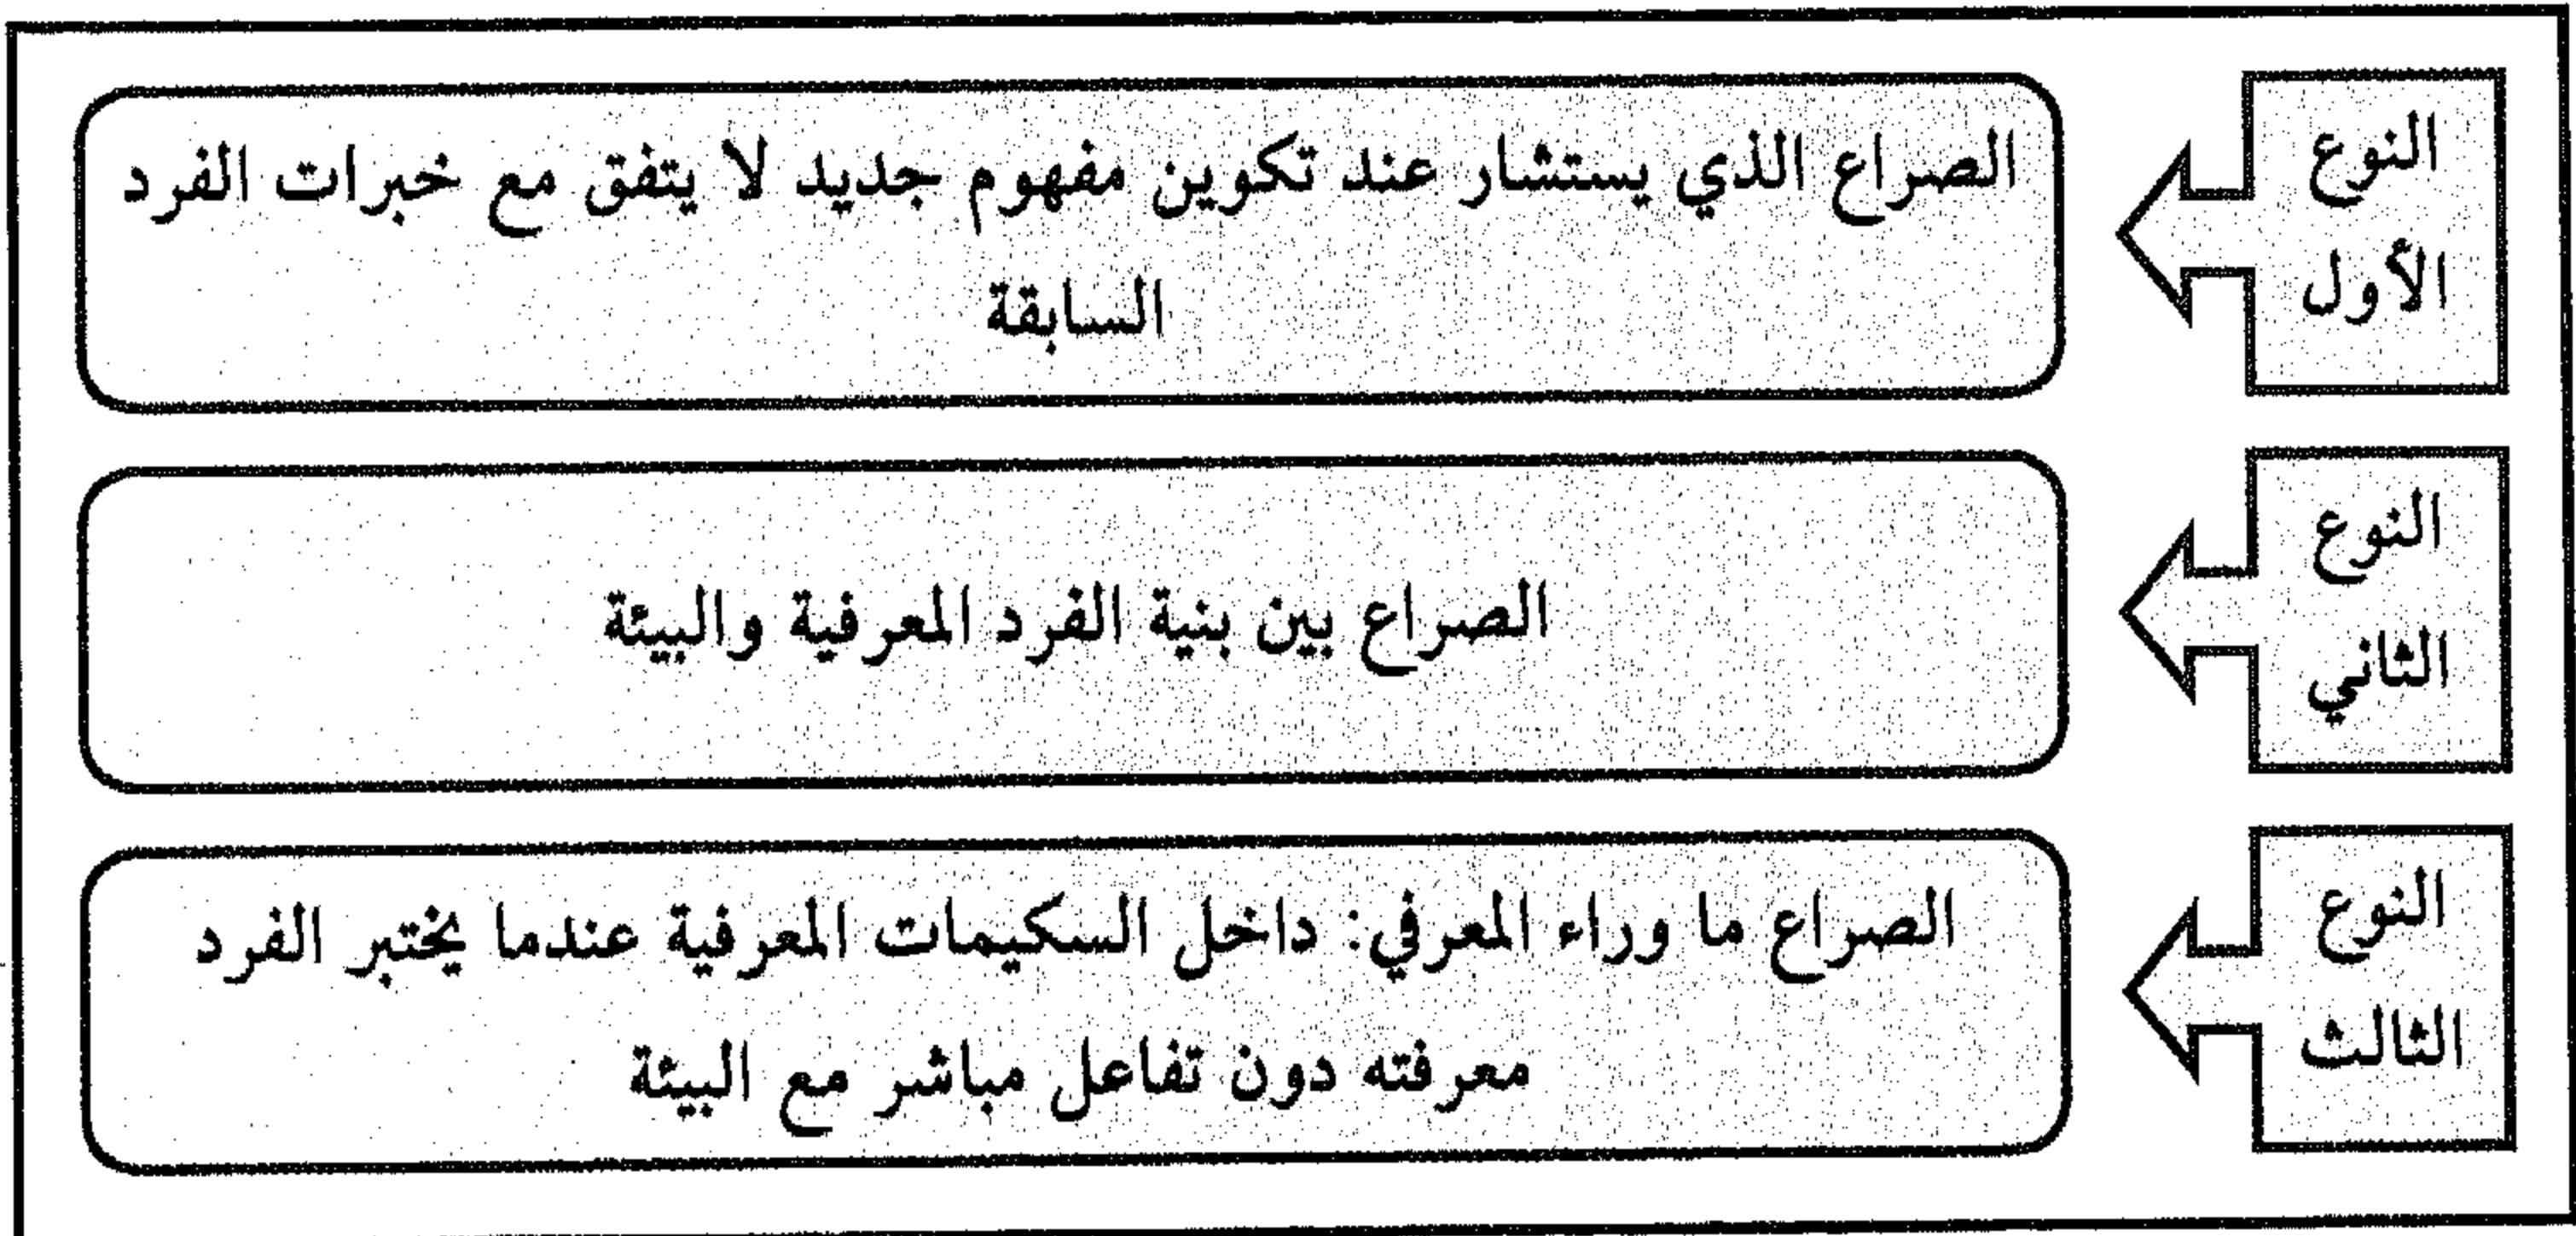 النوع
الأول
الصراع الذي يستشار عند تكوين مفهوم جديد لا يتفق مع خبرات الفرد
السابقة
النوع
الثاني
الصراع بين بنية الفرد المعرفية والبيئة
النوع
الثالث
الصراع ما وراء المعرفي: داخل السكيمات المعرفية عندما يختبر الفرد
معرفته دون تفاعل مباشر مع البيئة